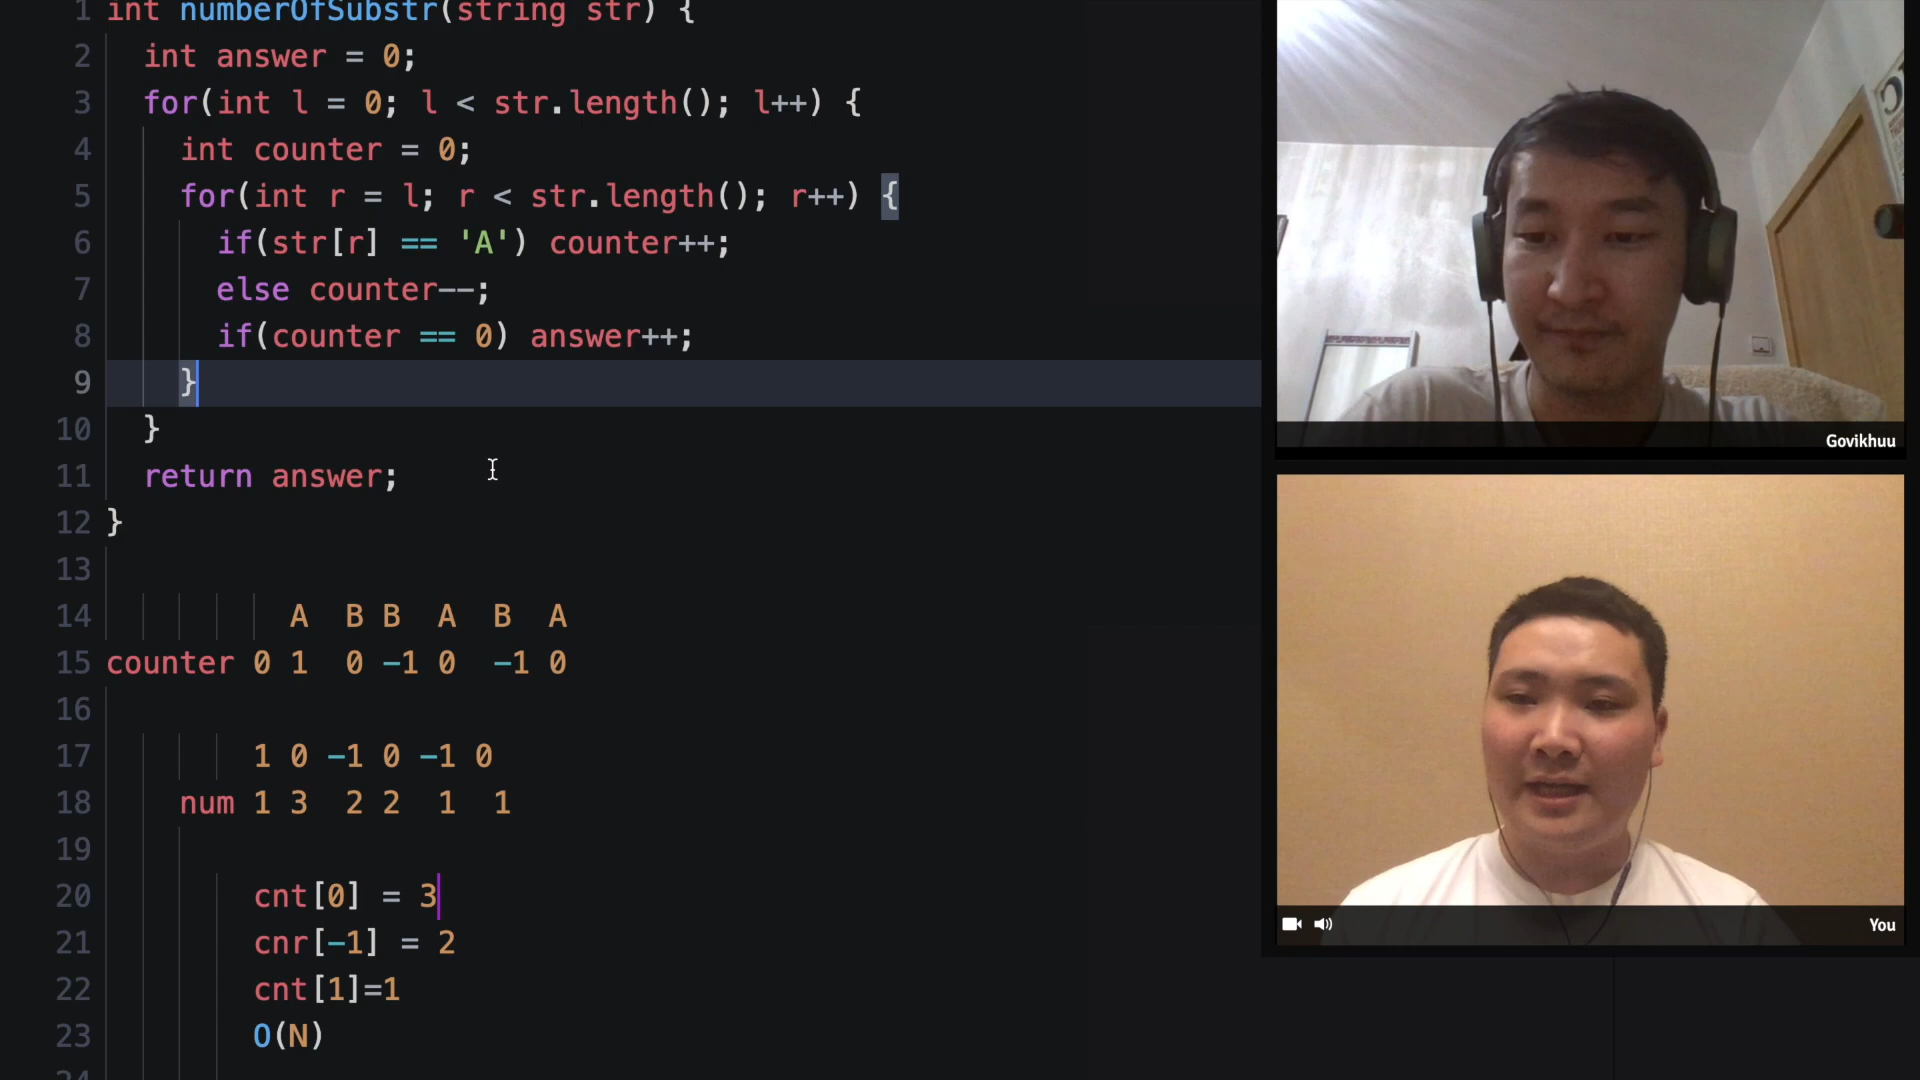 1 int numberOfSubstr(string str) {
2 int answer = 0;
3 for(int l = 0; l < str.length(); l++) {
4 int counter = 0;
5 for(int r = l; r < str.length(); r++) {
6 if(str[r] == 'A') counter++;
7 else counter--;
8 if(counter == 0) answer++;
9 }
10 }
11 return answer;
12 }
13
14 A B B A B A
15 counter 0 1 0 -1 0 -1 0
16
17 1 0 -1 0 -1 0
18 num 1 3 2 2 1 1
19
20 cnt[0] = 3
21 cnr[-1] = 2
22 cnt[1]=1
23 O(N)
24
Govikhuu
You